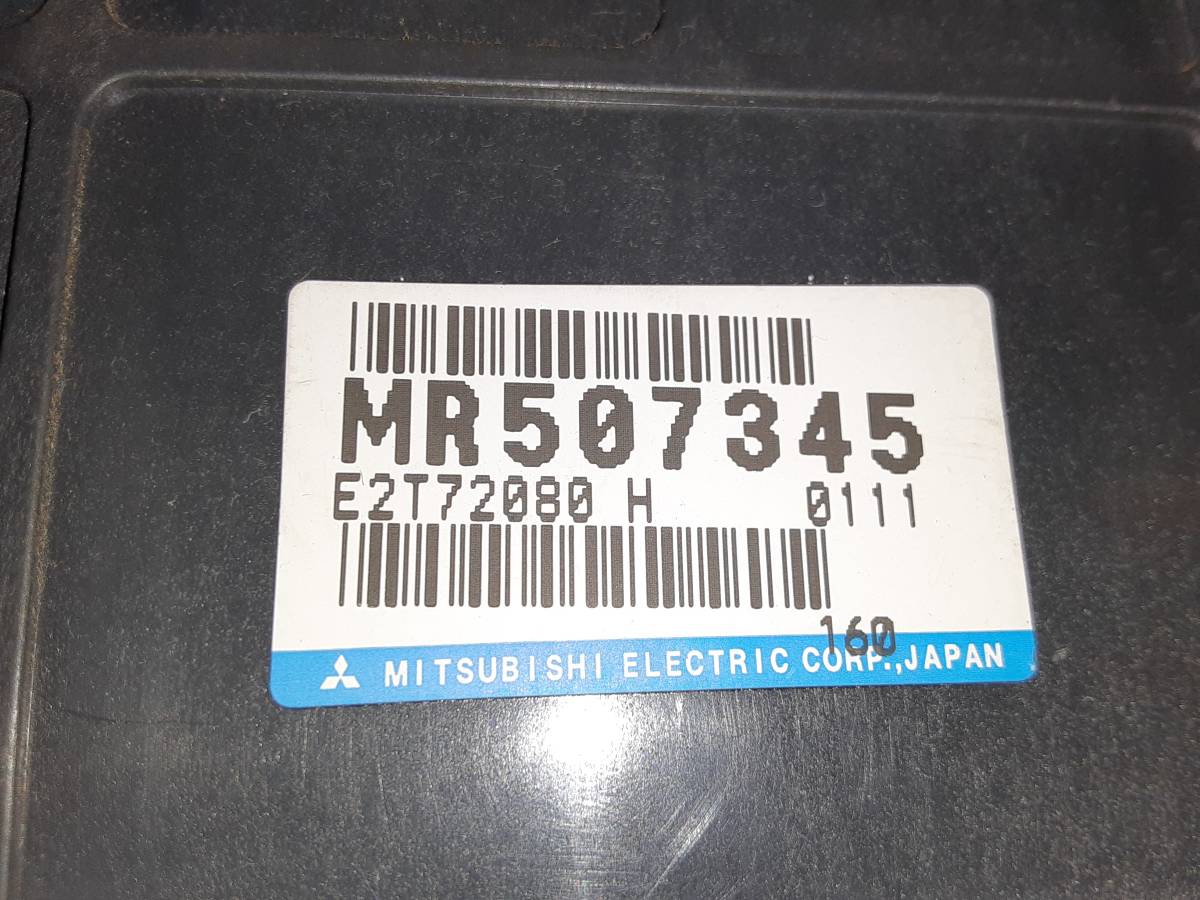 MR507345
E2T72080 H 0111
160
MITSUBISHI ELECTRIC CORP.,JAPAN